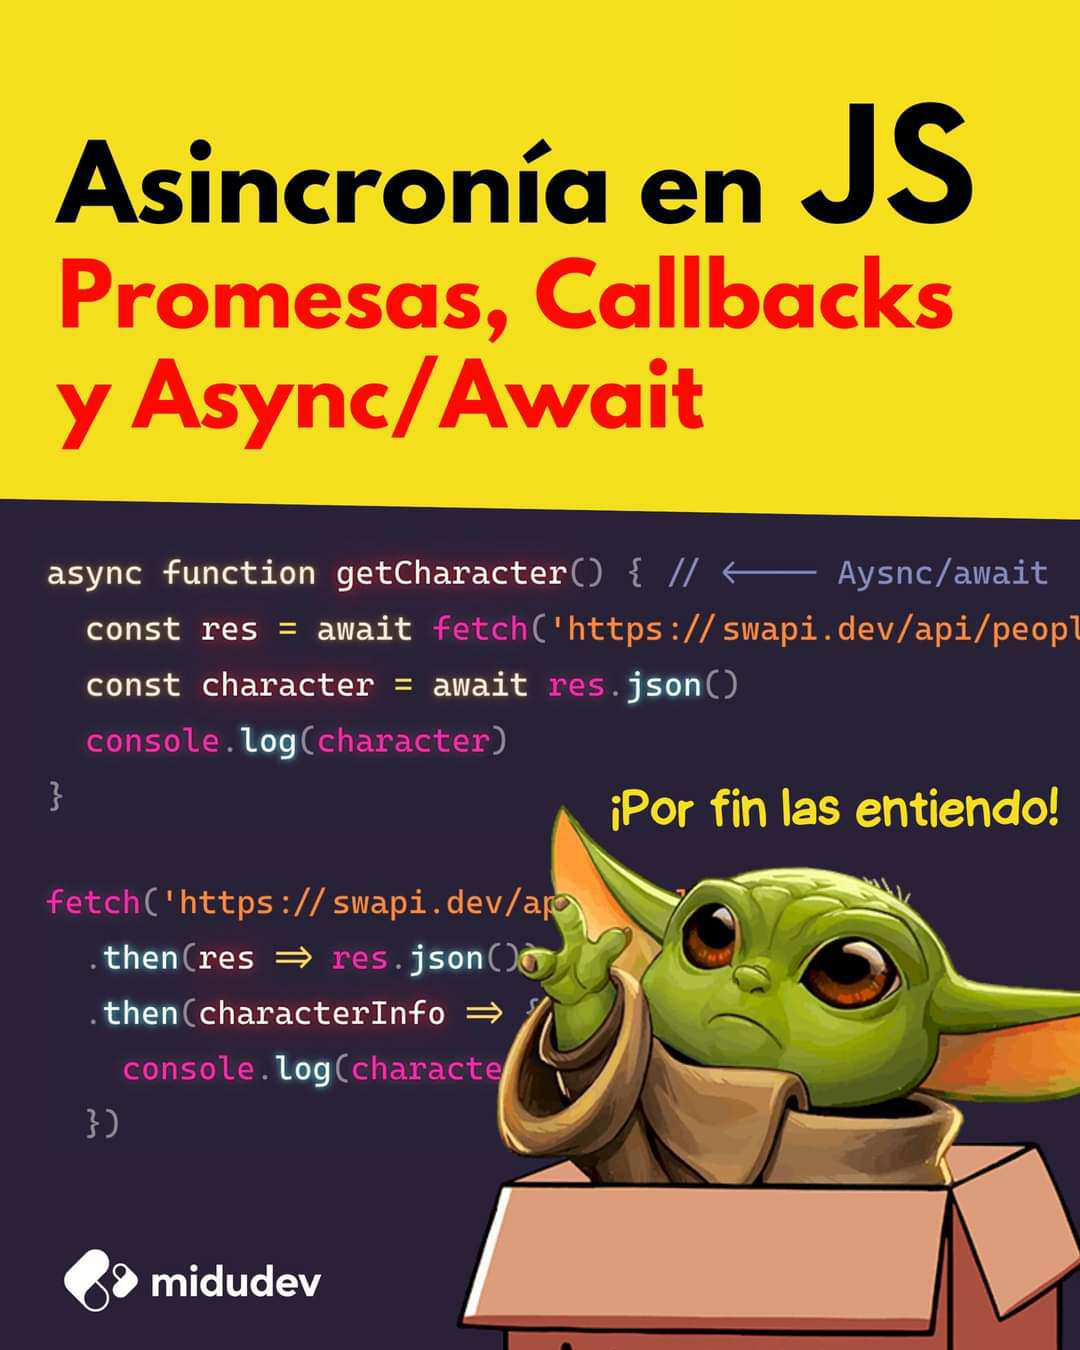 Asincronía en JS
Promesas, Callbacks
y Async/Await
async function getCharacter() { // <---- Aysnc/await
const res = await fetch('https://swapi.dev/api/peopl
const character = await res.json()
console.log(character)
}
¡Por fin las entiendo!
fetch('https://swapi.dev/ap
.then(res => res.json()
.then(characterInfo => {
console.log(characte
})
midudev